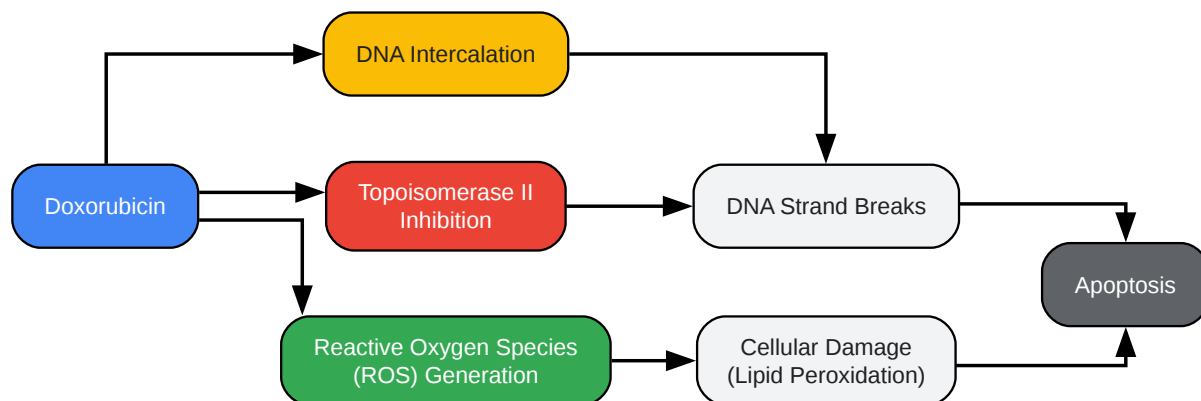 DNA Intercalation
Doxorubicin
Topoisomerase II
Inhibition
DNA Strand Breaks
Apoptosis
Reactive Oxygen Species
(ROS) Generation
Cellular Damage
(Lipid Peroxidation)